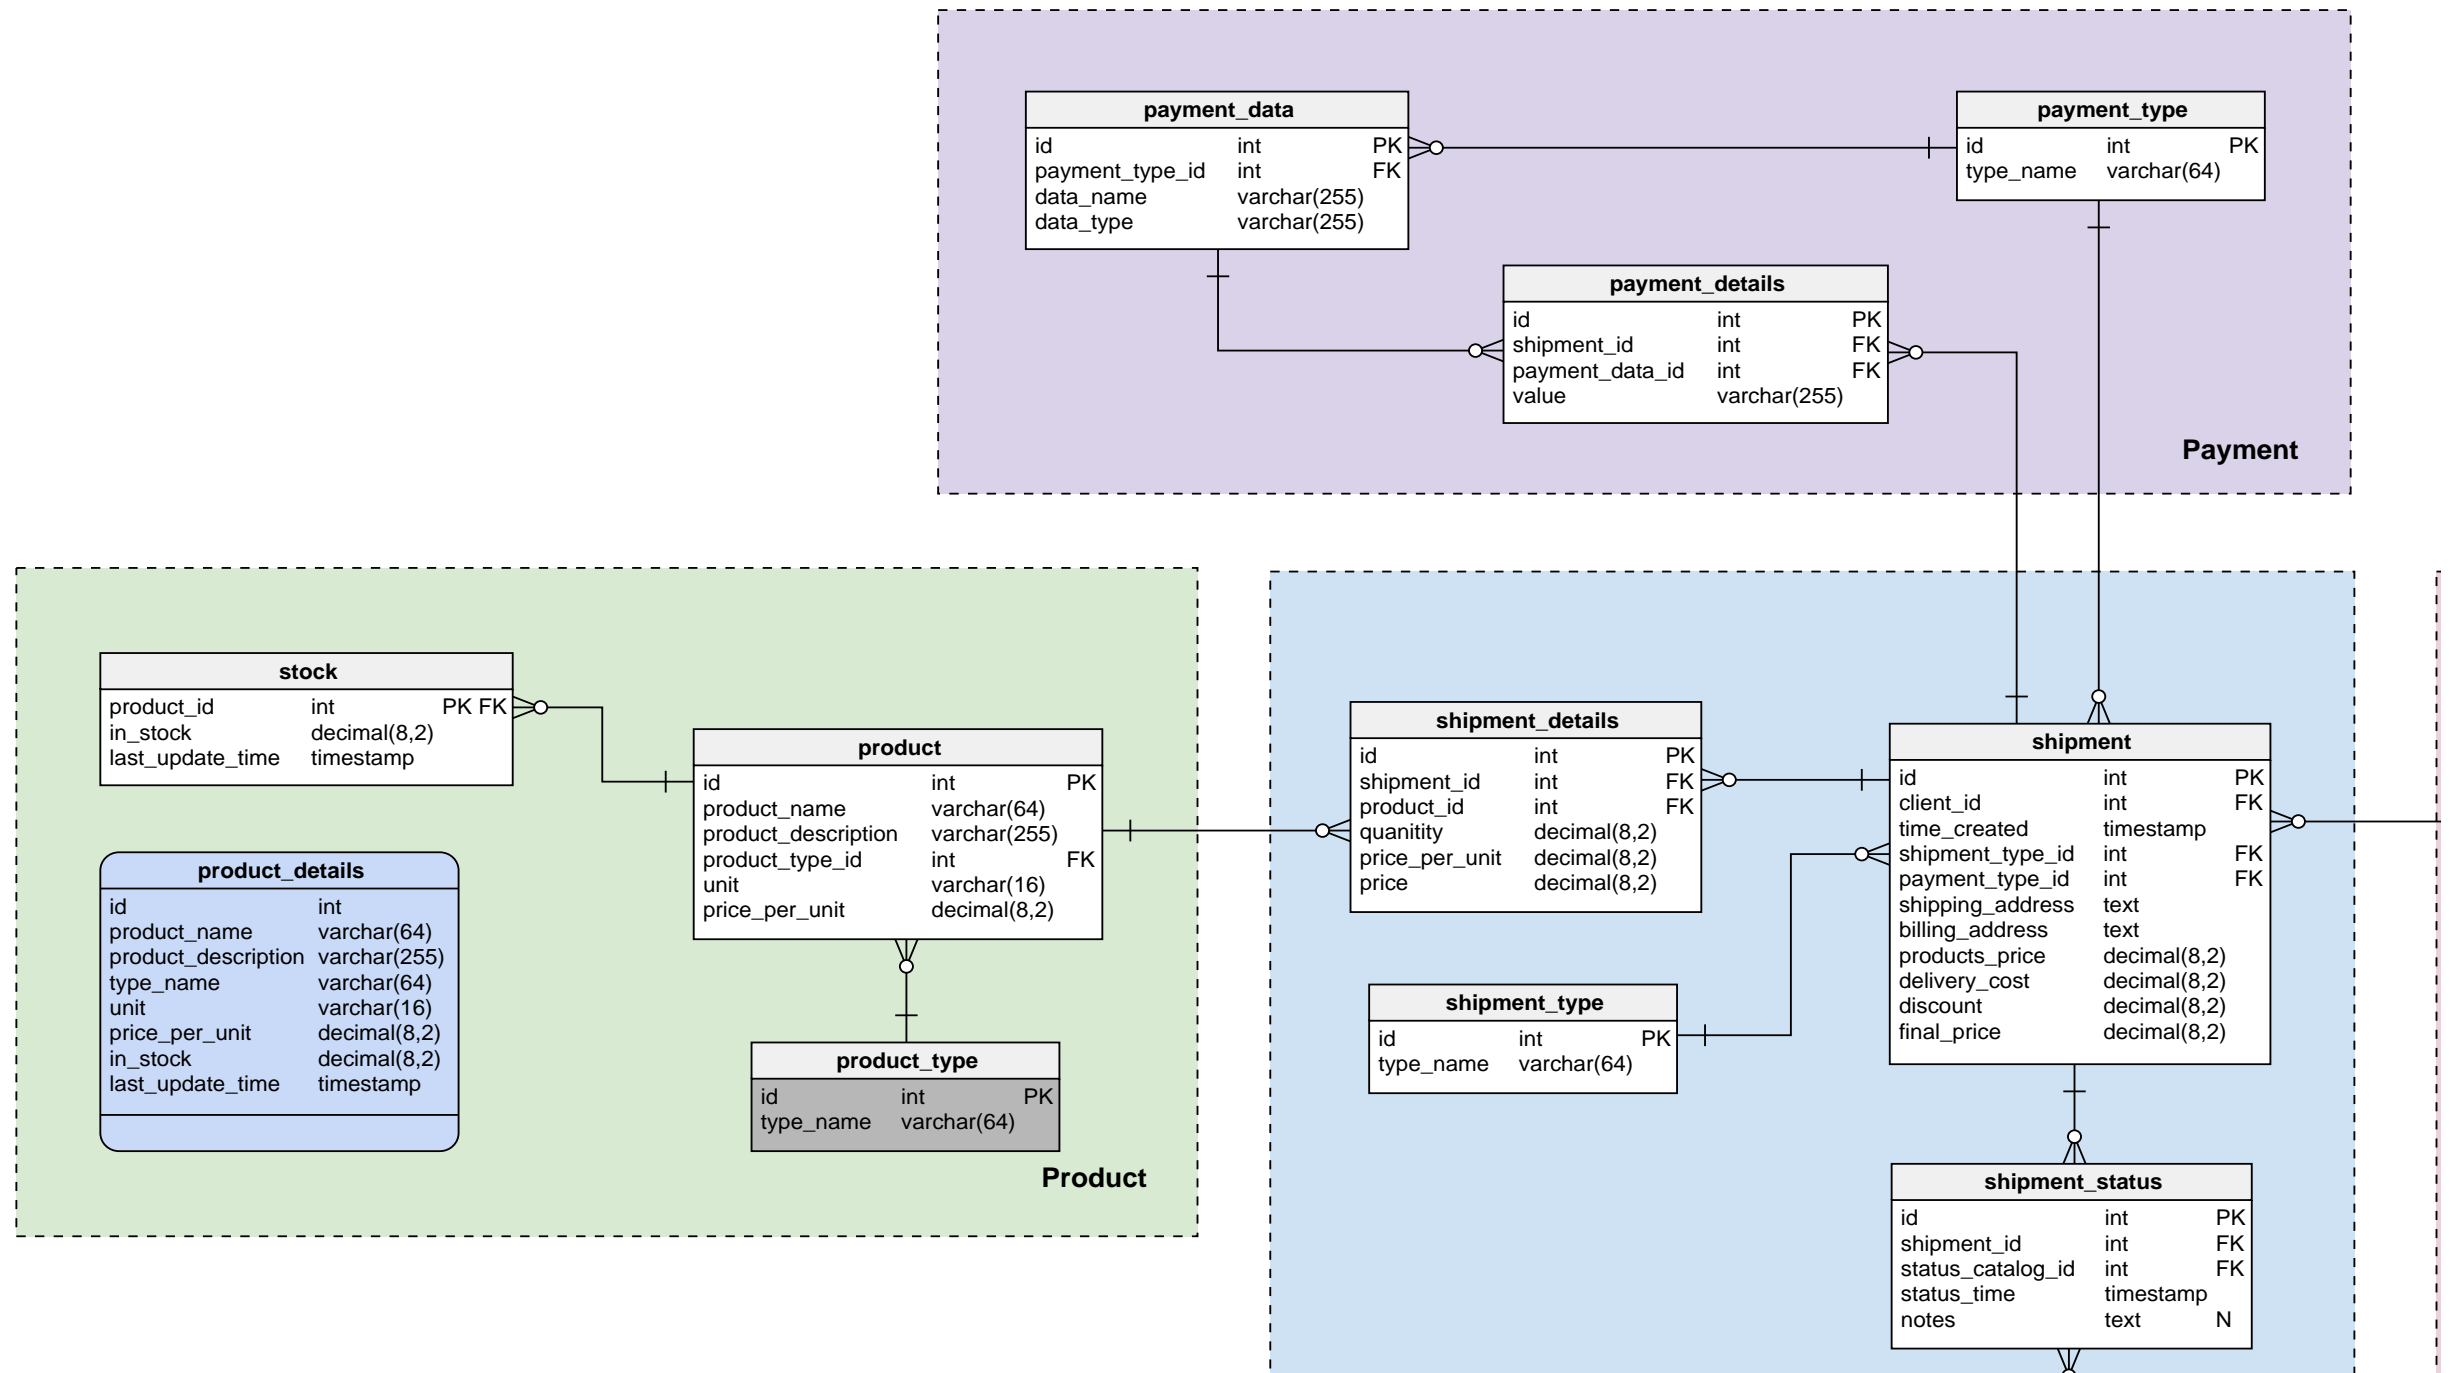 payment_data
id int PK
payment_type_id int FK
data_name varchar(255)
data_type varchar(255)
payment_type
id int PK
type_name varchar(64)
payment_details
id int PK
shipment_id int FK
payment_data_id int FK
value varchar(255)
Payment
stock
product_id int PK FK
in_stock decimal(8,2)
last_update_time timestamp
product
id int PK
product_name varchar(64)
product_description varchar(255)
product_type_id int FK
unit varchar(16)
price_per_unit decimal(8,2)
product_details
id int
product_name varchar(64)
product_description varchar(255)
type_name varchar(64)
unit varchar(16)
price_per_unit decimal(8,2)
in_stock decimal(8,2)
last_update_time timestamp
product_type
id int PK
type_name varchar(64)
Product
shipment_details
id int PK
shipment_id int FK
product_id int FK
quanitity decimal(8,2)
price_per_unit decimal(8,2)
price decimal(8,2)
shipment
id int PK
client_id int FK
time_created timestamp
shipment_type_id int FK
payment_type_id int FK
shipping_address text
billing_address text
products_price decimal(8,2)
delivery_cost decimal(8,2)
discount decimal(8,2)
final_price decimal(8,2)
shipment_type
id int PK
type_name varchar(64)
shipment_status
id int PK
shipment_id int FK
status_catalog_id int FK
status_time timestamp
notes text N